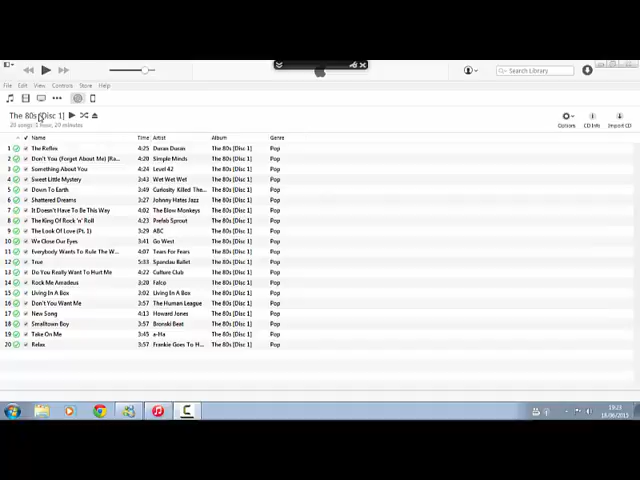 Search Library
File Edit View Controls Store Help
The 80s [Disc 1]
20 songs, 1 hour, 20 minutes
Options CD Info Import CD
Name Time Artist Album Genre
1 The Reflex 4:25 Duran Duran The 80s [Disc 1] Pop
2 Don't You (Forget About Me) [Ra... 4:20 Simple Minds The 80s [Disc 1] Pop
3 Something About You 4:24 Level 42 The 80s [Disc 1] Pop
4 Sweet Little Mystery 3:43 Wet Wet Wet The 80s [Disc 1] Pop
5 Down To Earth 3:49 Curiosity Killed The... The 80s [Disc 1] Pop
6 Shattered Dreams 3:27 Johnny Hates Jazz The 80s [Disc 1] Pop
7 It Doesn't Have To Be This Way 4:02 The Blow Monkeys The 80s [Disc 1] Pop
8 The King Of Rock 'n' Roll 4:23 Prefab Sprout The 80s [Disc 1] Pop
9 The Look Of Love (Pt. 1) 3:29 ABC The 80s [Disc 1] Pop
10 We Close Our Eyes 3:41 Go West The 80s [Disc 1] Pop
11 Everybody Wants To Rule The W... 4:07 Tears For Fears The 80s [Disc 1] Pop
12 True 5:33 Spandau Ballet The 80s [Disc 1] Pop
13 Do You Really Want To Hurt Me 4:22 Culture Club The 80s [Disc 1] Pop
14 Rock Me Amadeus 3:20 Falco The 80s [Disc 1] Pop
15 Living In A Box 3:02 Living In A Box The 80s [Disc 1] Pop
16 Don't You Want Me 3:57 The Human League The 80s [Disc 1] Pop
17 New Song 4:13 Howard Jones The 80s [Disc 1] Pop
18 Smalltown Boy 3:57 Bronski Beat The 80s [Disc 1] Pop
19 Take On Me 3:45 a-Ha The 80s [Disc 1] Pop
20 Relax 3:57 Frankie Goes To H... The 80s [Disc 1] Pop
19:23
18/06/2015